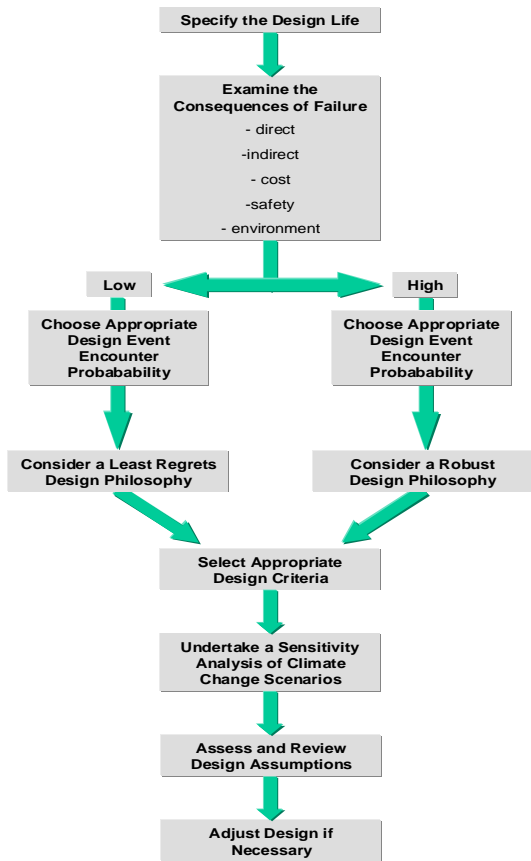 Specify the Design Life
Examine the
Consequences of Failure
- direct
-indirect
- cost
-safety
- environment
Low
High
Choose Appropriate
Design Event
Encounter
Probabability
Choose Appropriate
Design Event
Encounter
Probabability
Consider a Least Regrets
Design Philosophy
Consider a Robust
Design Philosophy
Select Appropriate
Design Criteria
Undertake a Sensitivity
Analysis of Climate
Change Scenarios
Assess and Review
Design Assumptions
Adjust Design if
Necessary